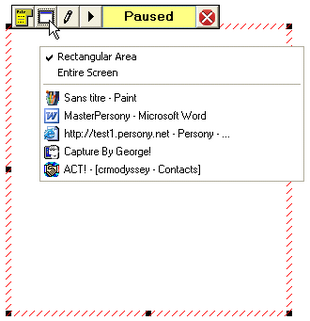 Paused
Rectangular Area
Entire Screen
Sans titre - Paint
MasterPersony - Microsoft Word
http://test1.persony.net - Persony - ...
Capture By George!
ACT! - [crmodyssey - Contacts]